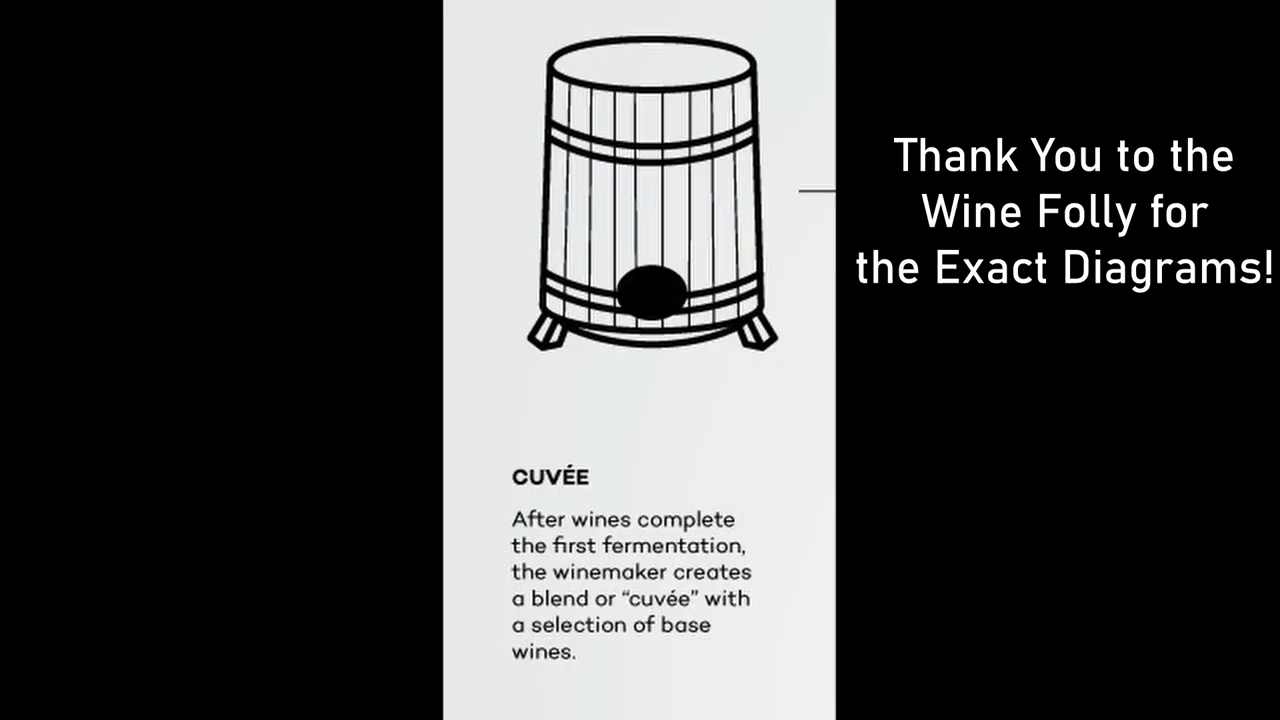 Thank You to the
Wine Folly for
the Exact Diagrams!
CUVÉE
After wines complete
the first fermentation,
the winemaker creates
a blend or “cuvée” with
a selection of base
wines.